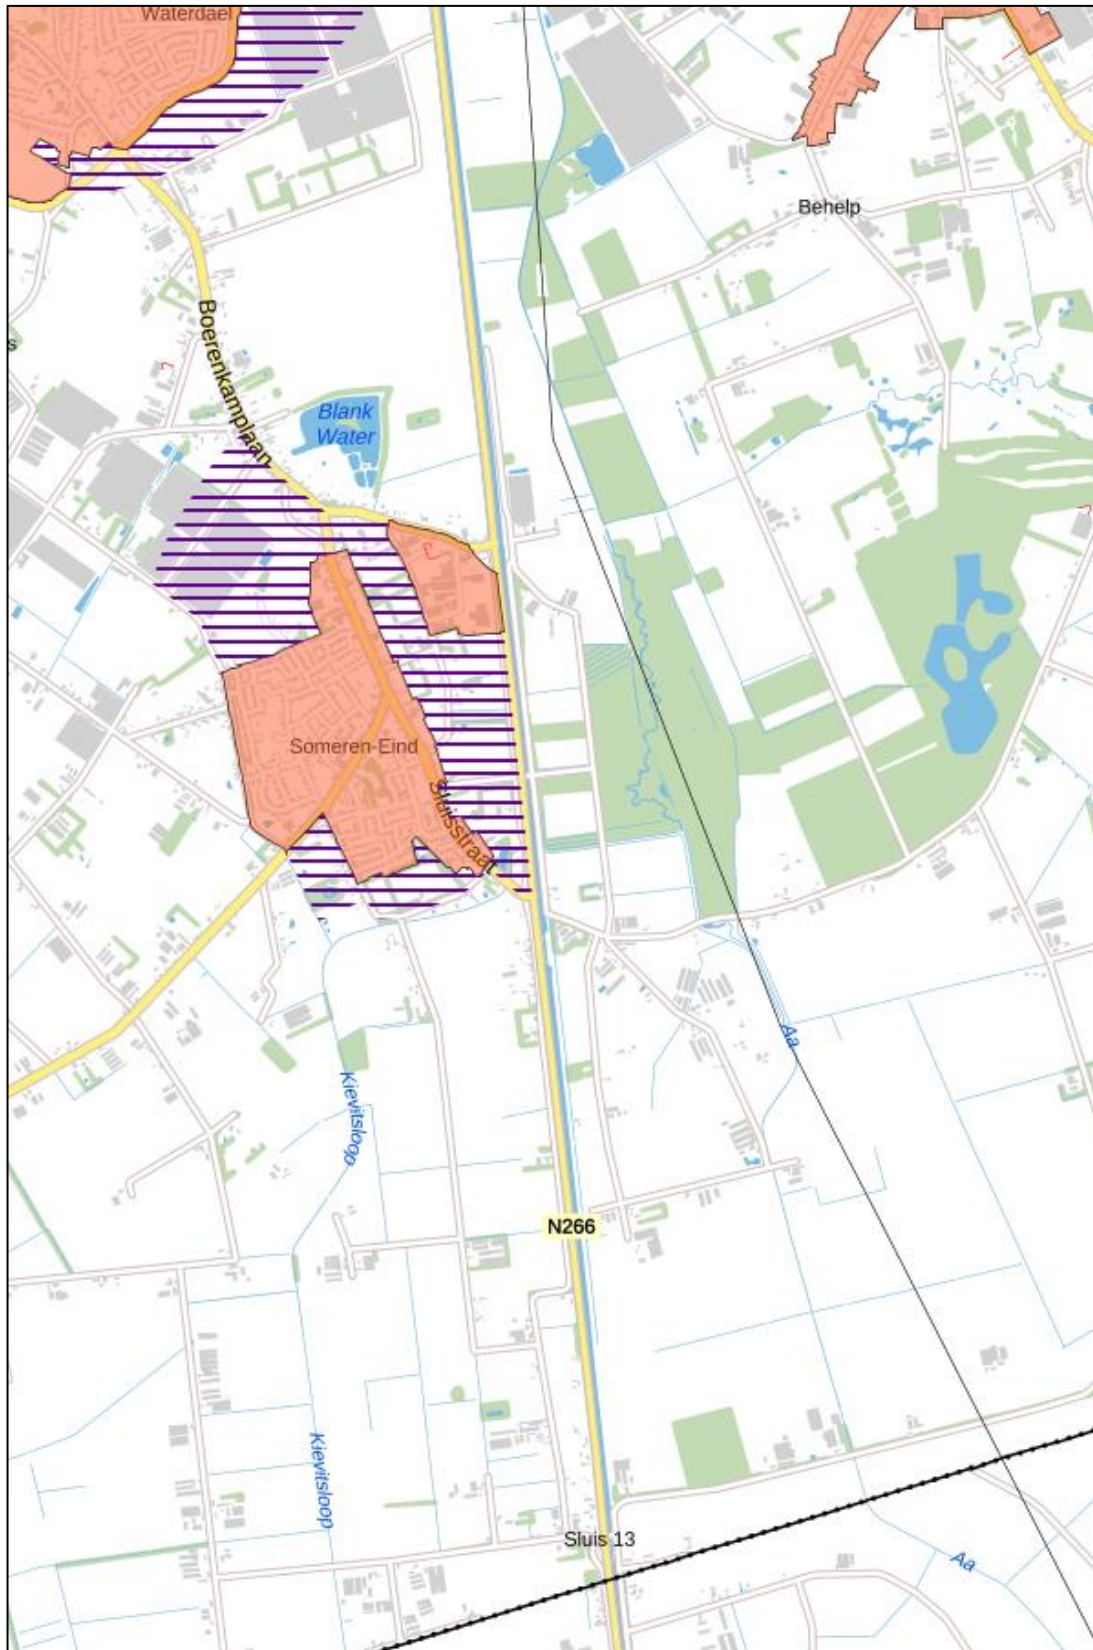 Waterdael
Behelp
Boerenkamplaan
s
Blank
Water
Someren-Eind
Sluisstraat
Aa
Kievitsloop
N266
Kievitsloop
Sluis 13
Aa